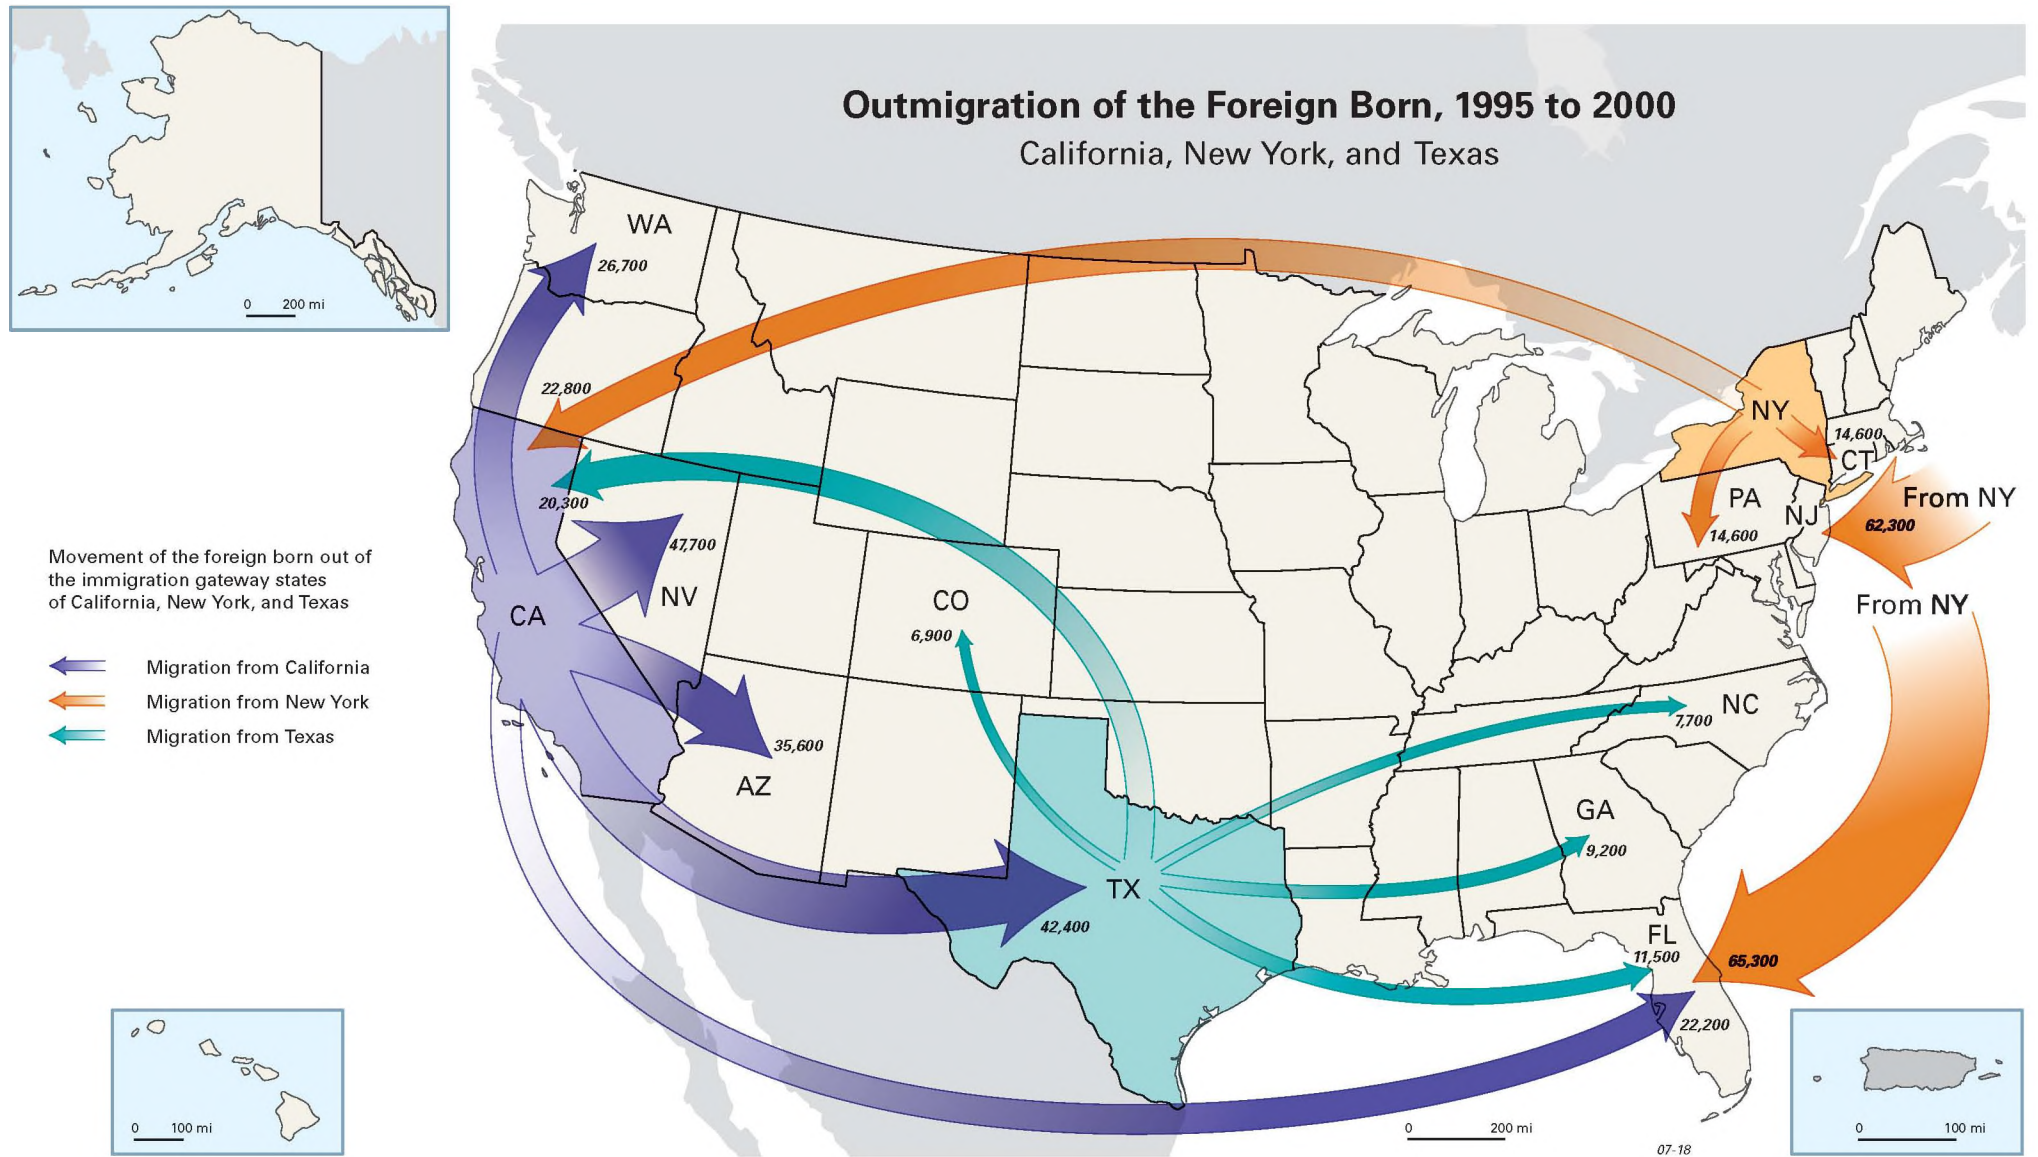 Outmigration of the Foreign Born, 1995 to 2000
California, New York, and Texas
0 200 mi
WA
26,700
22,800
NY
14,600
CT
From NY
PA
NJ
62,300
14,600
20,300
47,700
NV
CA
CO
6,900
From NY
Movement of the foreign born out of
the immigration gateway states
of California, New York, and Texas
Migration from California
Migration from New York
Migration from Texas
NC
7,700
35,600
AZ
GA
9,200
TX
42,400
FL
11,500
65,300
22,200
0 100 mi
0 200 mi
07-18
0 100 mi